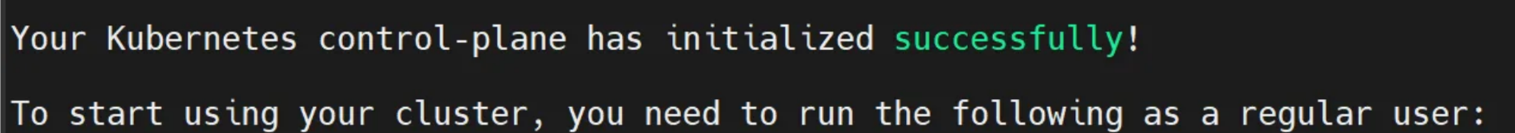 Your Kubernetes control-plane has initialized successfully!
To start using your cluster, you need to run the following as a regular user: